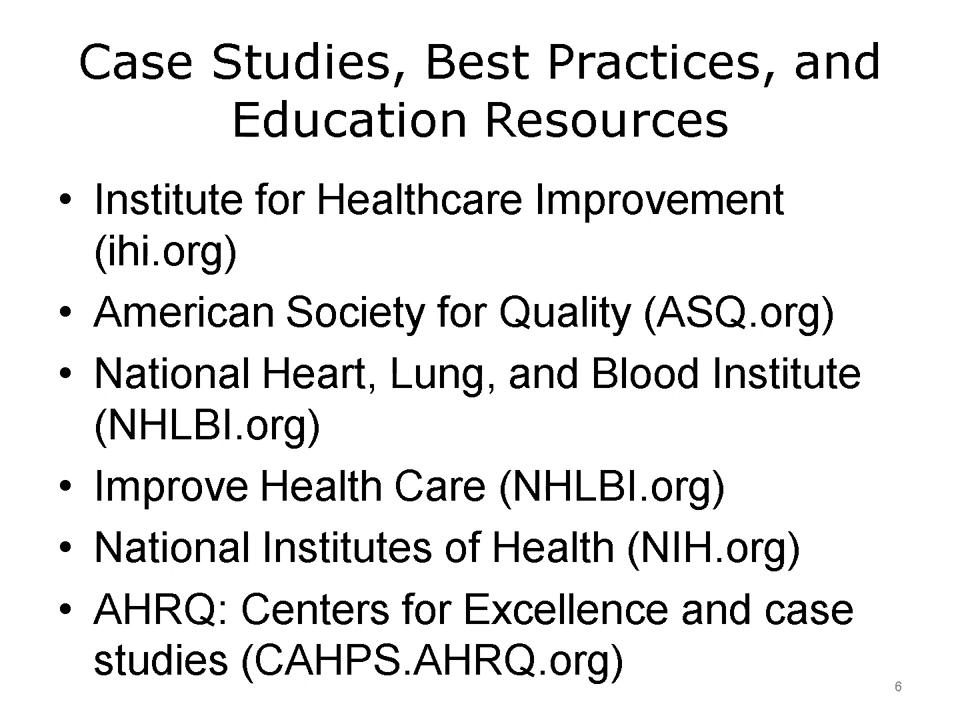 Case Studies, Best Practices, and
Education Resources
• Institute for Healthcare Improvement
(ihi.org)
• American Society for Quality (ASQ.org)
• National Heart, Lung, and Blood Institute
(NHLBI.org)
• Improve Health Care (NHLBI.org)
• National Institutes of Health (NIH.org)
• AHRQ: Centers for Excellence and case
studies (CAHPS.AHRQ.org)
6